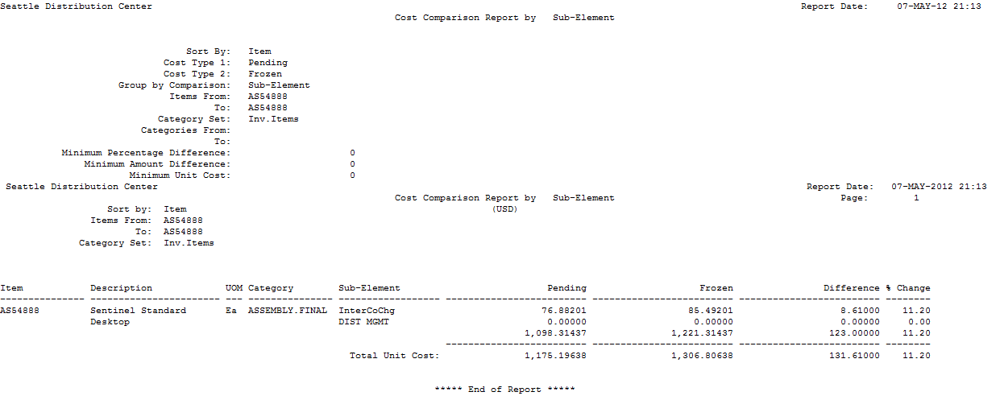 Seattle Distribution Center Report Date: 07-MAY-12 21:13
Cost Comparison Report by Sub-Element
Sort By: Item
Cost Type 1: Pending
Cost Type 2: Frozen
Group by Comparison: Sub-Element
Items From: AS54888
To: AS54888
Category Set: Inv.Items
Categories From:
To:
Minimum Percentage Difference: 0
Minimum Amount Difference: 0
Minimum Unit Cost: 0
Seattle Distribution Center Report Date: 07-MAY-2012 21:13
Cost Comparison Report by Sub-Element Page: 1
Sort by: Item (USD)
Items From: AS54888
To: AS54888
Category Set: Inv.Items
Item Description UOM Category Sub-Element Pending Frozen Difference % Change
AS54888 Sentinel Standard Ea ASSEMBLY.FINAL InterCoChg 76.88201 85.49201 8.61000 11.20
Desktop DIST MGMT 0.00000 0.00000 0.00000 0.00
1,098.31437 1,221.31437 123.00000 11.20
Total Unit Cost: 1,175.19638 1,306.80638 131.61000 11.20
***** End of Report *****